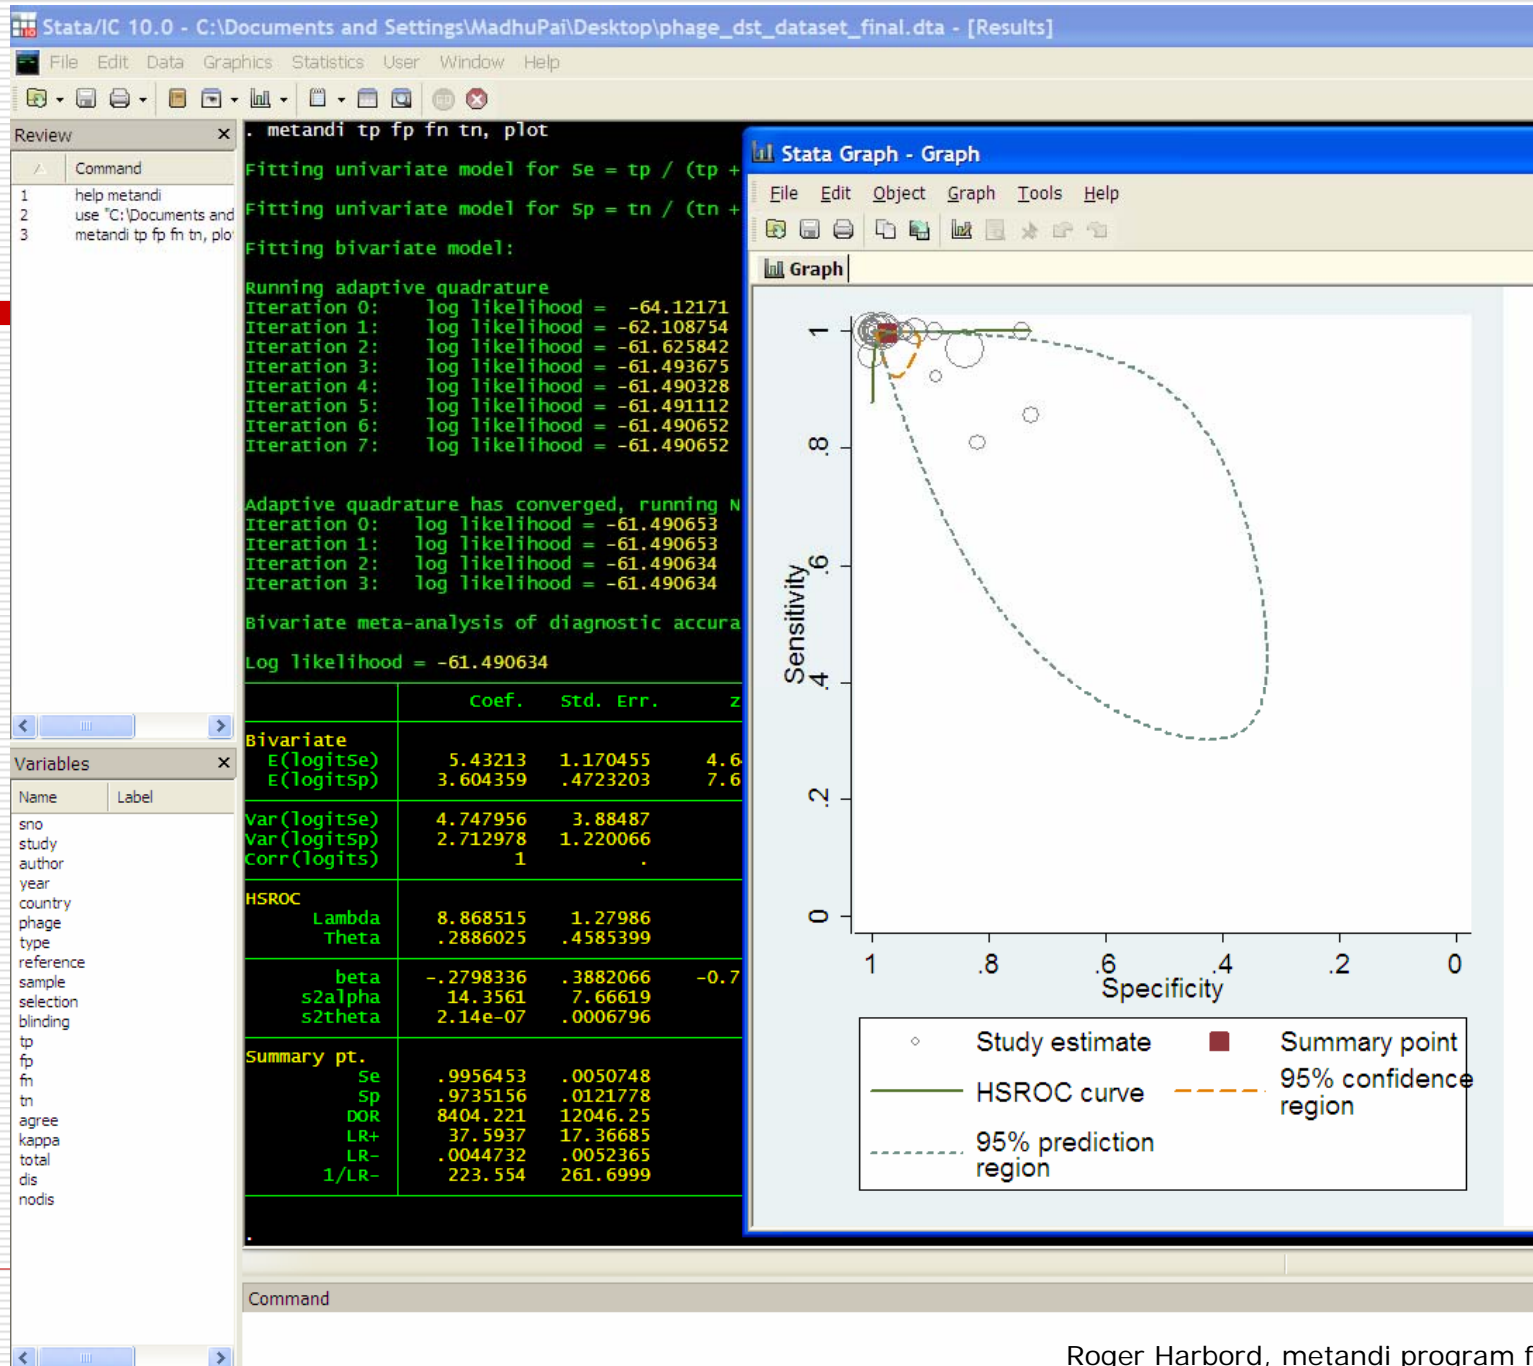 Stata/IC 10.0 - C:\Documents and Settings\MadhuPai\Desktop\phage_dst_dataset_final.dta - [Results]
File Edit Data Graphics Statistics User Window Help
Review
Command
1 help metandi
2 use "C:\Documents and
3 metandi tp fp fn tn, plo
Variables
Name Label
sno
study
author
year
country
phage
type
reference
sample
selection
blinding
tp
fp
fn
tn
agree
kappa
total
dis
nodis
. metandi tp fp fn tn, plot
Fitting univariate model for Se = tp / (tp +
Fitting univariate model for Sp = tn / (tn +
Fitting bivariate model:
Running adaptive quadrature
Iteration 0: log likelihood = -64.12171
Iteration 1: log likelihood = -62.108754
Iteration 2: log likelihood = -61.625842
Iteration 3: log likelihood = -61.493675
Iteration 4: log likelihood = -61.490328
Iteration 5: log likelihood = -61.491112
Iteration 6: log likelihood = -61.490652
Iteration 7: log likelihood = -61.490652
Adaptive quadrature has converged, running N
Iteration 0: log likelihood = -61.490653
Iteration 1: log likelihood = -61.490653
Iteration 2: log likelihood = -61.490634
Iteration 3: log likelihood = -61.490634
Bivariate meta-analysis of diagnostic accura
Log likelihood = -61.490634
Coef. Std. Err. z
Bivariate
E(logitSe) 5.43213 1.170455 4.6
E(logitSp) 3.604359 .4723203 7.6
Var(logitSe) 4.747956 3.88487
Var(logitSp) 2.712978 1.220066
Corr(logits) 1 .
HSROC
Lambda 8.868515 1.27986
Theta .2886025 .4585399
beta -.2798336 .3882066 -0.7
s2alpha 14.3561 7.66619
s2theta 2.14e-07 .0006796
Summary pt.
Se .9956453 .0050748
Sp .9735156 .0121778
DOR 8404.221 12046.25
LR+ 37.5937 17.36685
LR- .0044732 .0052365
1/LR- 223.554 261.6999
.
Stata Graph - Graph
File Edit Object Graph Tools Help
Graph
Sensitivity
1
.8
.6
.4
.2
0
1 .8 .6 .4 .2 0
Specificity
Study estimate
Summary point
HSROC curve
95% confidence
region
95% prediction
region
Command
Roger Harbord, metandi program f